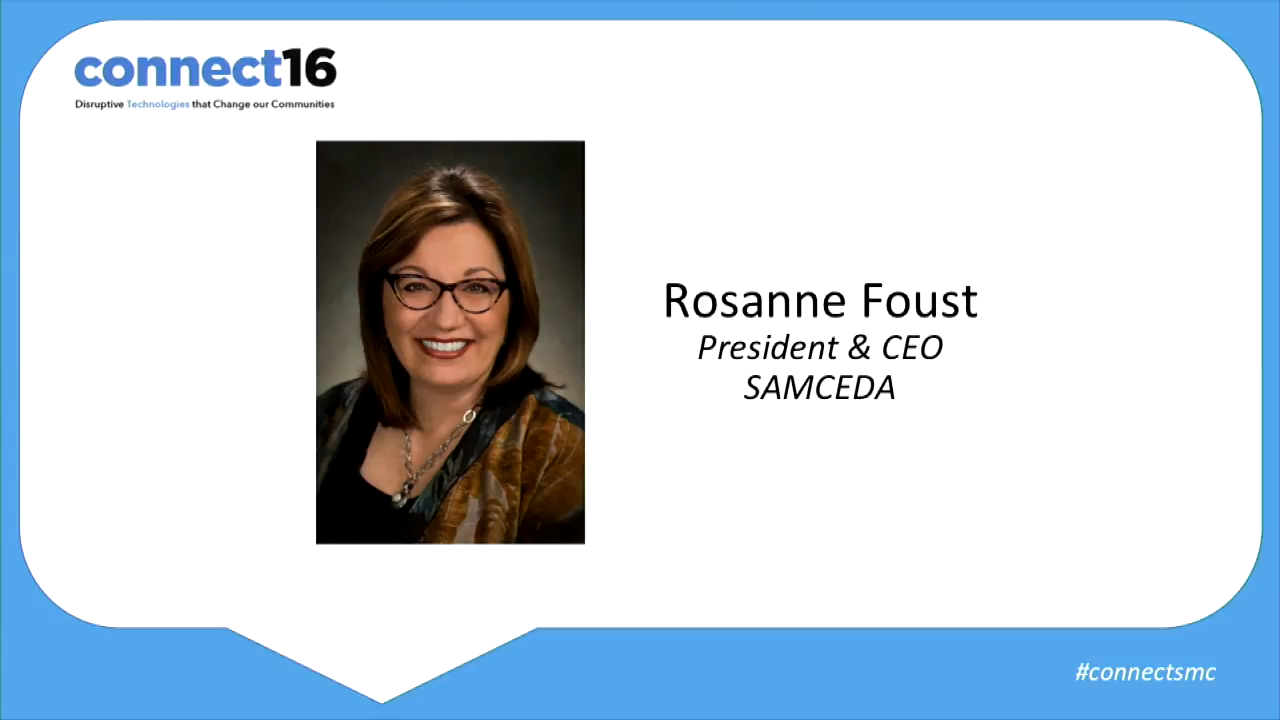 connect16
Disruptive Technologies that Change our Communities
Rosanne Foust
President & CEO
SAMCEDA
#connectsmc